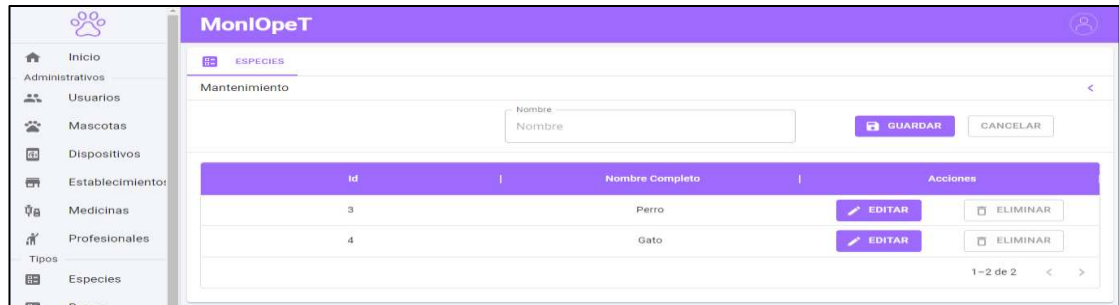 MonIOpeT
Inicio
Administrativos
Usuarios
Mascotas
Dispositivos
Establecimientos
Medicinas
Profesionales
Tipos
Especies
ESPECIES
Mantenimiento
Nombre
Nombre
GUARDAR
CANCELAR
Id
Nombre Completo
Acciones
3
Perro
EDITAR
ELIMINAR
4
Gato
EDITAR
ELIMINAR
1–2 de 2